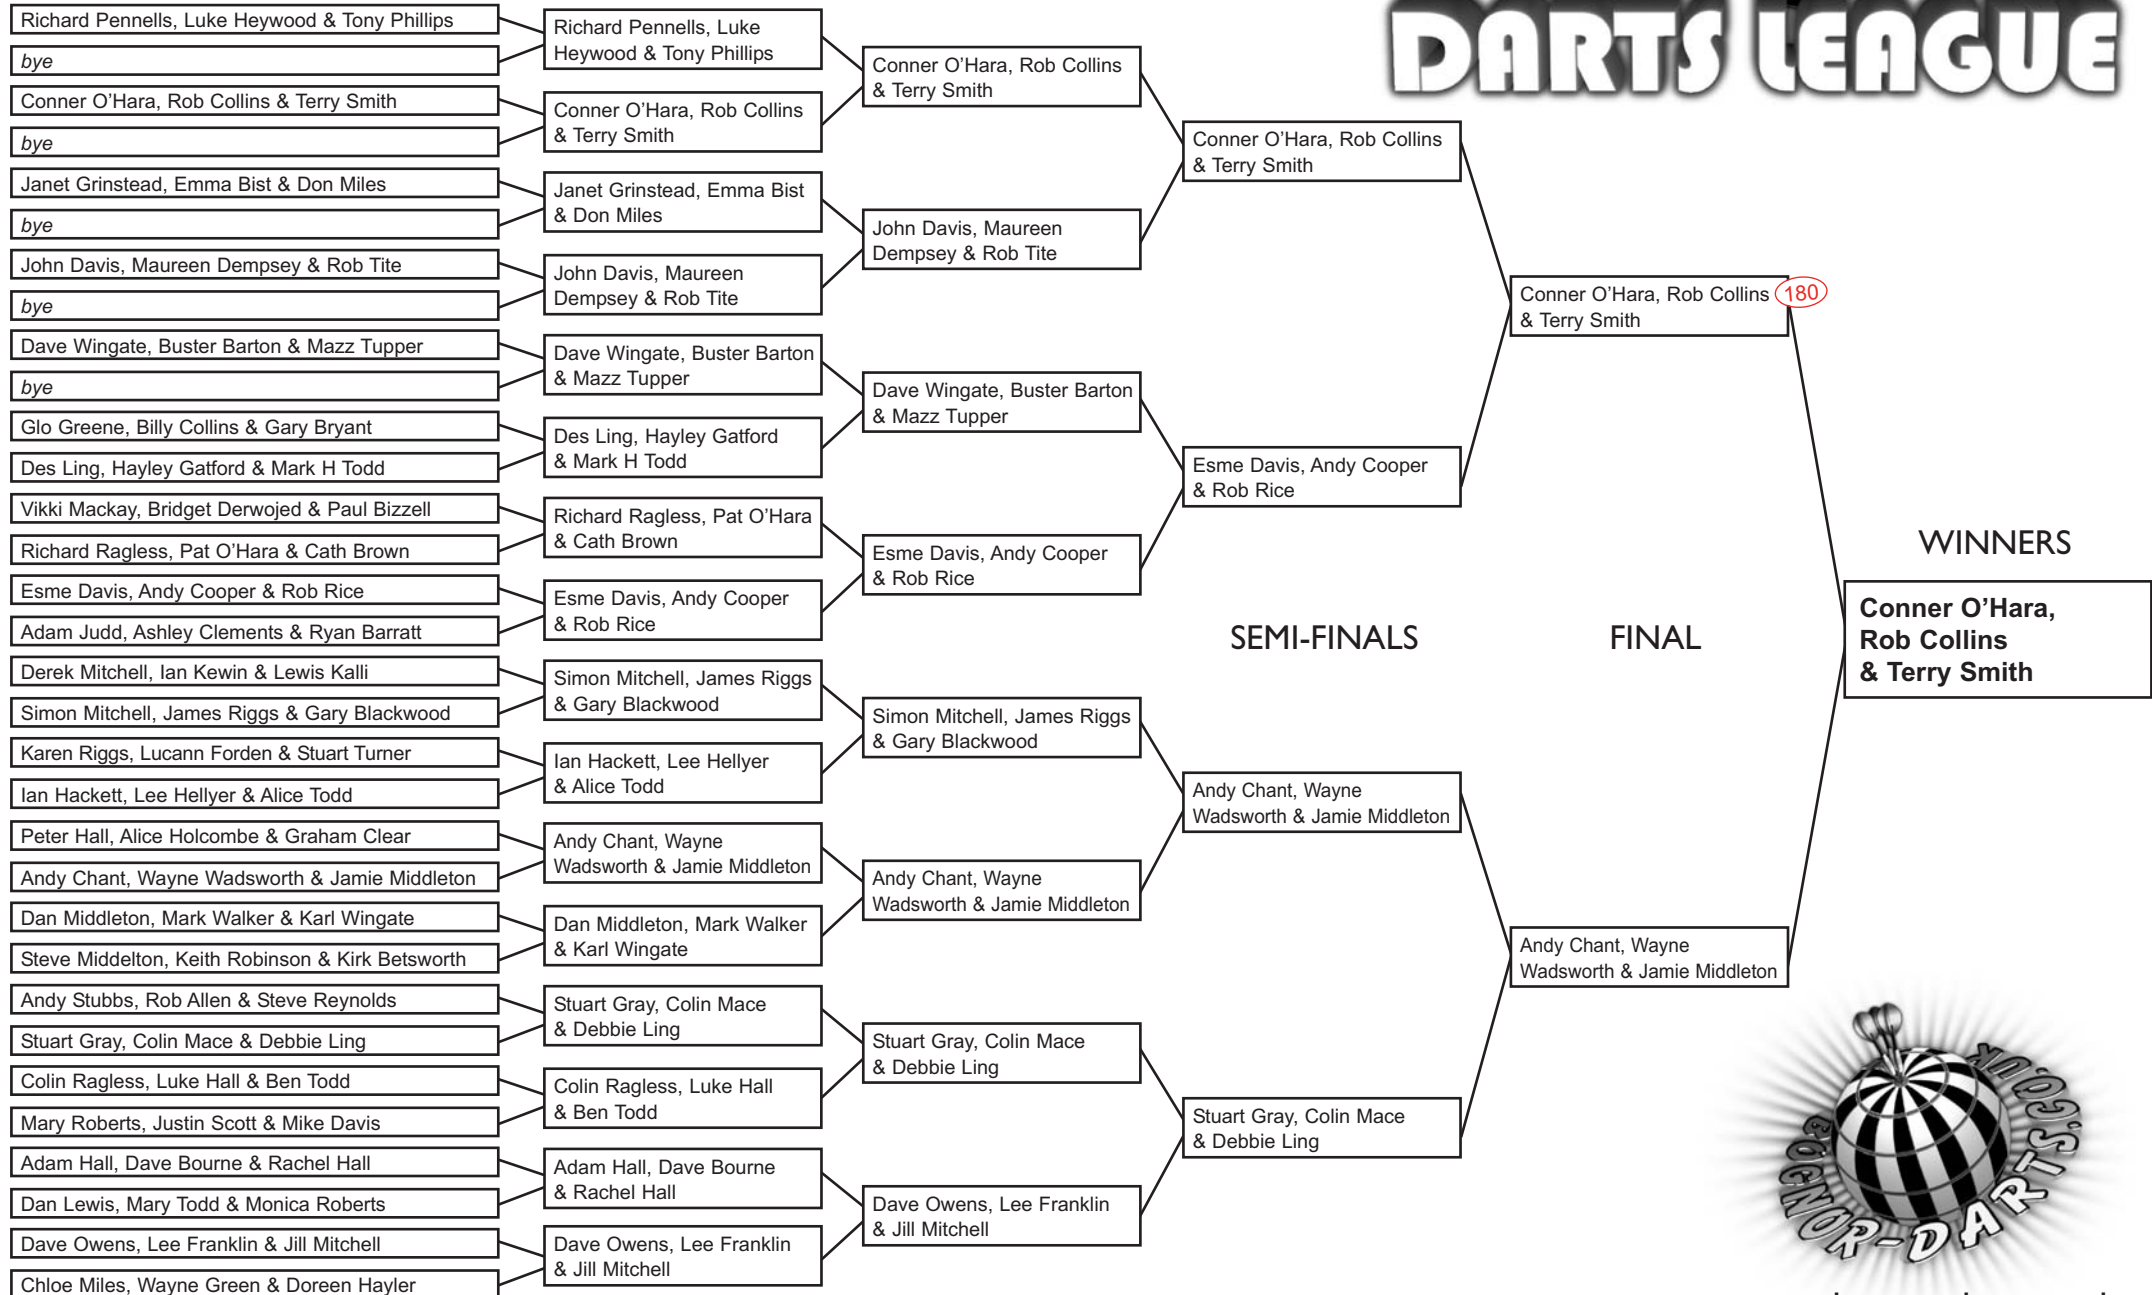 DARTS LEAGUE
Richard Pennells, Luke Heywood & Tony Phillips
bye
Conner O'Hara, Rob Collins & Terry Smith
bye
Janet Grinstead, Emma Bist & Don Miles
bye
John Davis, Maureen Dempsey & Rob Tite
bye
Dave Wingate, Buster Barton & Mazz Tupper
bye
Glo Greene, Billy Collins & Gary Bryant
Des Ling, Hayley Gatford & Mark H Todd
Vikki Mackay, Bridget Derwojed & Paul Bizzell
Richard Ragless, Pat O'Hara & Cath Brown
Esme Davis, Andy Cooper & Rob Rice
Adam Judd, Ashley Clements & Ryan Barratt
Derek Mitchell, Ian Kewin & Lewis Kalli
Simon Mitchell, James Riggs & Gary Blackwood
Karen Riggs, Lucann Forden & Stuart Turner
Ian Hackett, Lee Hellyer & Alice Todd
Peter Hall, Alice Holcombe & Graham Clear
Andy Chant, Wayne Wadsworth & Jamie Middleton
Dan Middleton, Mark Walker & Karl Wingate
Steve Middelton, Keith Robinson & Kirk Betsworth
Andy Stubbs, Rob Allen & Steve Reynolds
Stuart Gray, Colin Mace & Debbie Ling
Colin Ragless, Luke Hall & Ben Todd
Mary Roberts, Justin Scott & Mike Davis
Adam Hall, Dave Bourne & Rachel Hall
Dan Lewis, Mary Todd & Monica Roberts
Dave Owens, Lee Franklin & Jill Mitchell
Chloe Miles, Wayne Green & Doreen Hayler
Richard Pennells, Luke
Heywood & Tony Phillips
Conner O'Hara, Rob Collins
& Terry Smith
Janet Grinstead, Emma Bist
& Don Miles
John Davis, Maureen
Dempsey & Rob Tite
Dave Wingate, Buster Barton
& Mazz Tupper
Des Ling, Hayley Gatford
& Mark H Todd
Richard Ragless, Pat O'Hara
& Cath Brown
Esme Davis, Andy Cooper
& Rob Rice
Simon Mitchell, James Riggs
& Gary Blackwood
Ian Hackett, Lee Hellyer
& Alice Todd
Andy Chant, Wayne
Wadsworth & Jamie Middleton
Dan Middleton, Mark Walker
& Karl Wingate
Stuart Gray, Colin Mace
& Debbie Ling
Colin Ragless, Luke Hall
& Ben Todd
Adam Hall, Dave Bourne
& Rachel Hall
Dave Owens, Lee Franklin
& Jill Mitchell
Conner O'Hara, Rob Collins
& Terry Smith
John Davis, Maureen
Dempsey & Rob Tite
Dave Wingate, Buster Barton
& Mazz Tupper
Esme Davis, Andy Cooper
& Rob Rice
Simon Mitchell, James Riggs
& Gary Blackwood
Andy Chant, Wayne
Wadsworth & Jamie Middleton
Stuart Gray, Colin Mace
& Debbie Ling
Dave Owens, Lee Franklin
& Jill Mitchell
Conner O'Hara, Rob Collins
& Terry Smith
Esme Davis, Andy Cooper
& Rob Rice
SEMI-FINALS
Andy Chant, Wayne
Wadsworth & Jamie Middleton
Stuart Gray, Colin Mace
& Debbie Ling
Conner O'Hara, Rob Collins 180
& Terry Smith
FINAL
Andy Chant, Wayne
Wadsworth & Jamie Middleton
WINNERS
Conner O'Hara,
Rob Collins
& Terry Smith
BOGNOR-DARTS.CO.UK